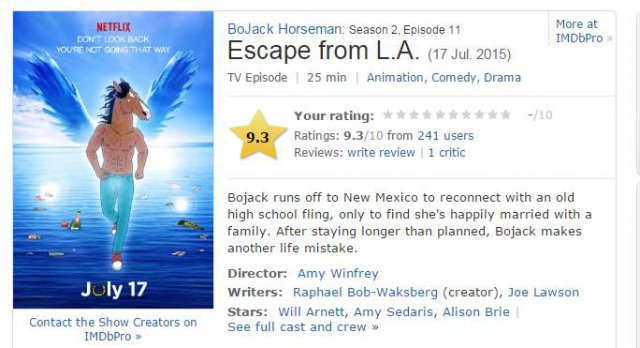 NETFLIX
DON'T LOOK BACK.
YOU'RE NOT GOING THAT WAY.
July 17
Contact the Show Creators on
IMDbPro »
BoJack Horseman: Season 2, Episode 11
More at
IMDbPro »
Escape from L.A. (17 Jul. 2015)
TV Episode | 25 min | Animation, Comedy, Drama
9.3
Your rating: -/10
Ratings: 9.3/10 from 241 users
Reviews: write review | 1 critic
Bojack runs off to New Mexico to reconnect with an old
high school fling, only to find she's happily married with a
family. After staying longer than planned, Bojack makes
another life mistake.
Director: Amy Winfrey
Writers: Raphael Bob-Waksberg (creator), Joe Lawson
Stars: Will Arnett, Amy Sedaris, Alison Brie |
See full cast and crew »